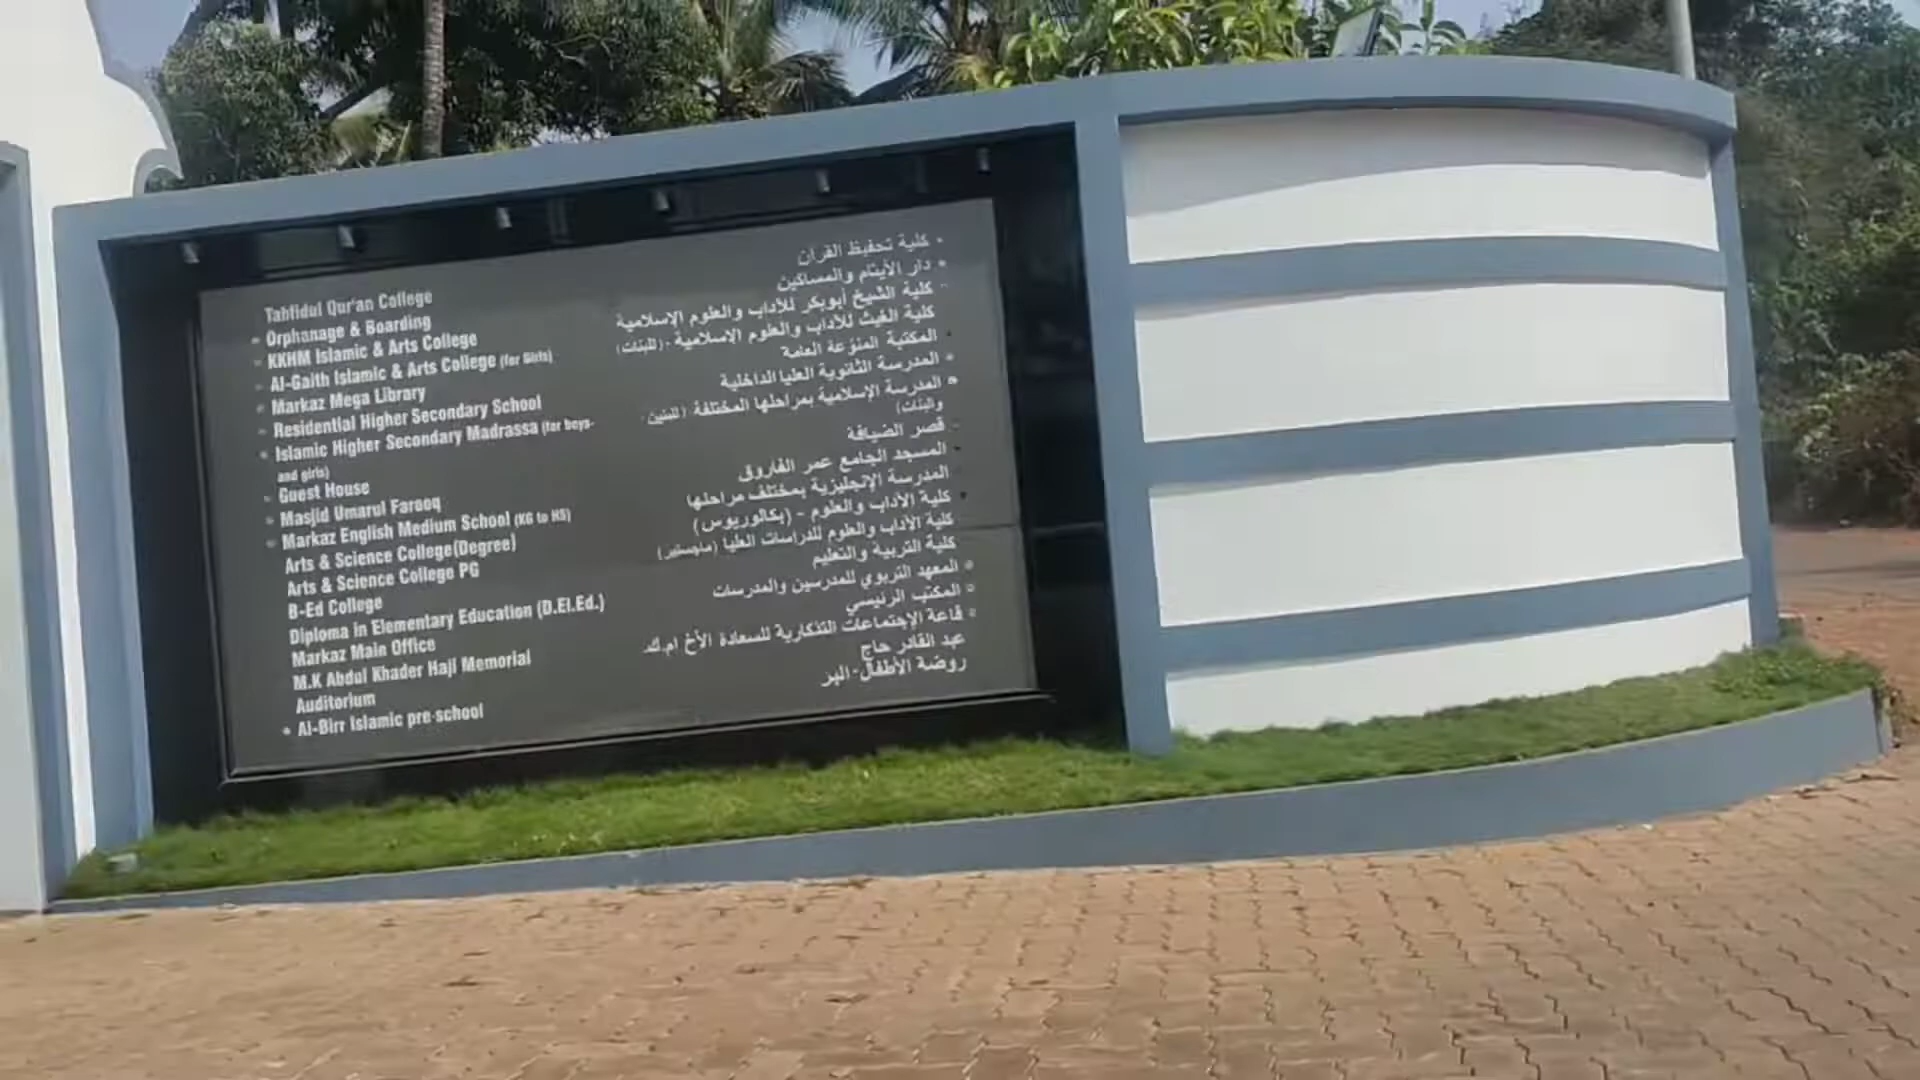 Tahfidul Qur'an College
Orphanage & Boarding
KKHM Islamic & Arts College
Al-Gaith Islamic & Arts College (for Girls)
Markaz Mega Library
Residential Higher Secondary School
Islamic Higher Secondary Madrassa (for boys-
and girls)
Guest House
Masjid Umarul Farooq
Markaz English Medium School (KG to HS)
Arts & Science College(Degree)
Arts & Science College PG
B-Ed College
Diploma in Elementary Education (D.El.Ed.)
Markaz Main Office
M.K Abdul Khader Haji Memorial
Auditorium
Al-Birr Islamic pre-school
كلية تحفيظ القرآن
دار الأيتام والمساكين
كلية الشيخ أبوبكر للآداب والعلوم الإسلامية
كلية الغيث للآداب والعلوم الإسلامية - (للبنات)
المكتبة المنوّعة العامة
المدرسة الثانوية العليا الداخلية
المدرسة الإسلامية بمراحلها المختلفة (للبنين -
والبنات)
قصر الضيافة
المسجد الجامع عمر الفاروق
المدرسة الإنجليزية بمختلف مراحلها
كلية الآداب والعلوم - (بكالوريوس)
كلية الآداب والعلوم للدراسات العليا (ماجستير)
كلية التربية والتعليم
المعهد التربوي للمدرسين والمدرسات
المكتب الرئيسي
قاعة الإجتماعات التذكارية للسعادة الأخ ام.ك.
عبد القادر حاج
روضة الأطفال - البر